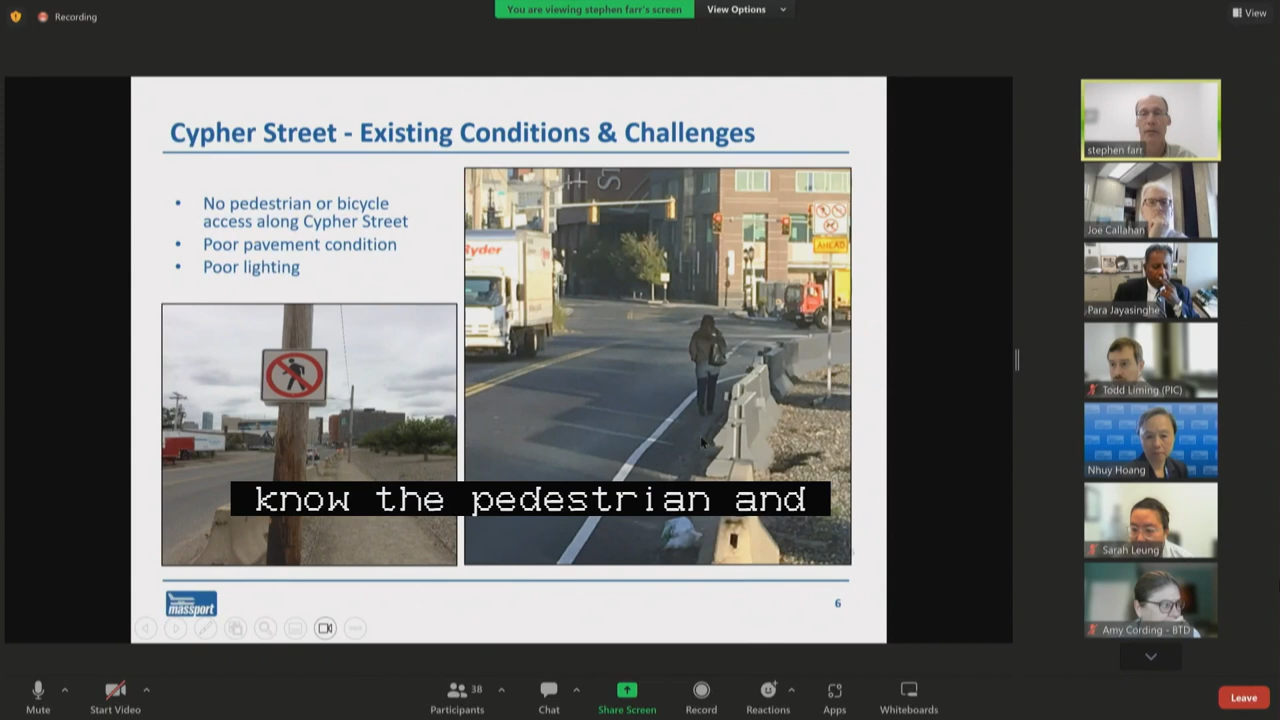 Recording
You are viewing stephen farr's screen
View Options
View
Cypher Street - Existing Conditions & Challenges
• No pedestrian or bicycle
access along Cypher Street
• Poor pavement condition
• Poor lighting
Ryder
AHEAD
know the pedestrian and
massport
6
stephen farr
Joe Callahan
Para Jayasinghe
Todd Liming (PIC)
Nhuy Hoang
Sarah Leung
Amy Cording - BTD
Mute
Start Video
Participants
38
Chat
Share Screen
Record
Reactions
Apps
Whiteboards
Leave